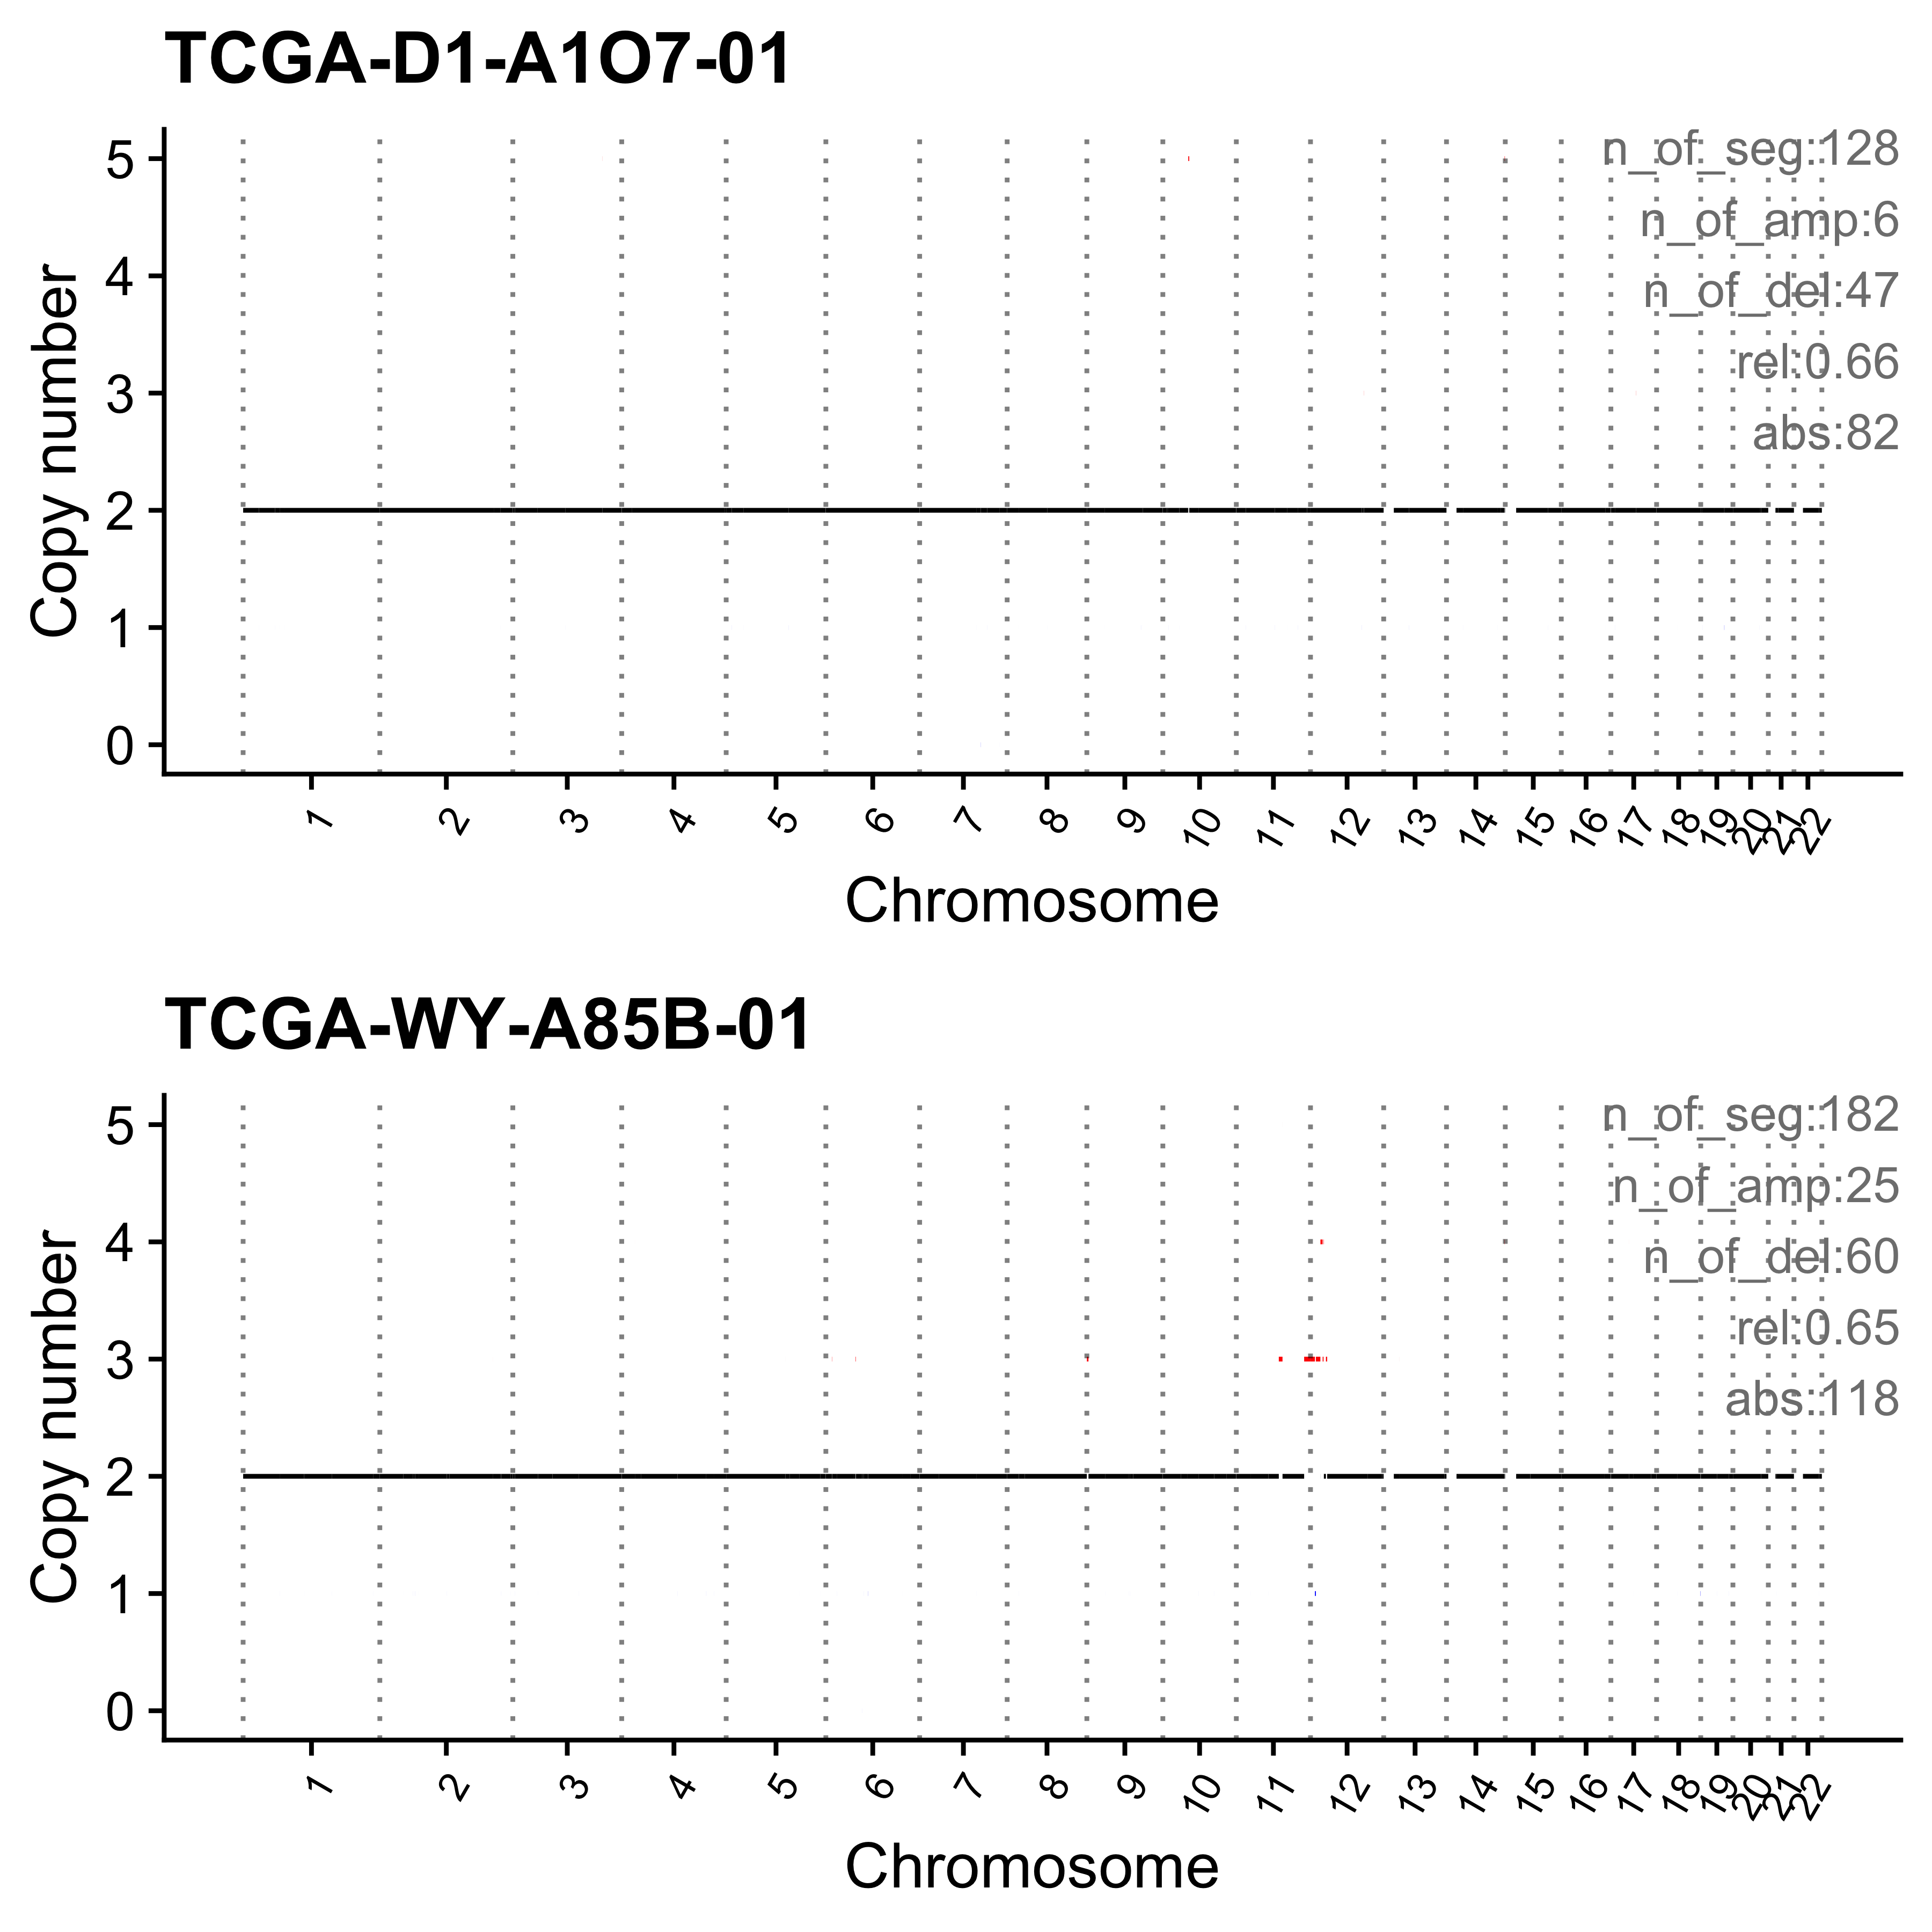 TCGA-D1-A1O7-01
n_of_seg:128
n_of_amp:6
n_of_del:47
rel:0.66
abs:82
Copy number
5
4
3
2
1
0
1 2 3 4 5 6 7 8 9 10 11 12 13 14 15 16 17 18 19 20 21 22
Chromosome
TCGA-WY-A85B-01
n_of_seg:182
n_of_amp:25
n_of_del:60
rel:0.65
abs:118
Copy number
5
4
3
2
1
0
1 2 3 4 5 6 7 8 9 10 11 12 13 14 15 16 17 18 19 20 21 22
Chromosome